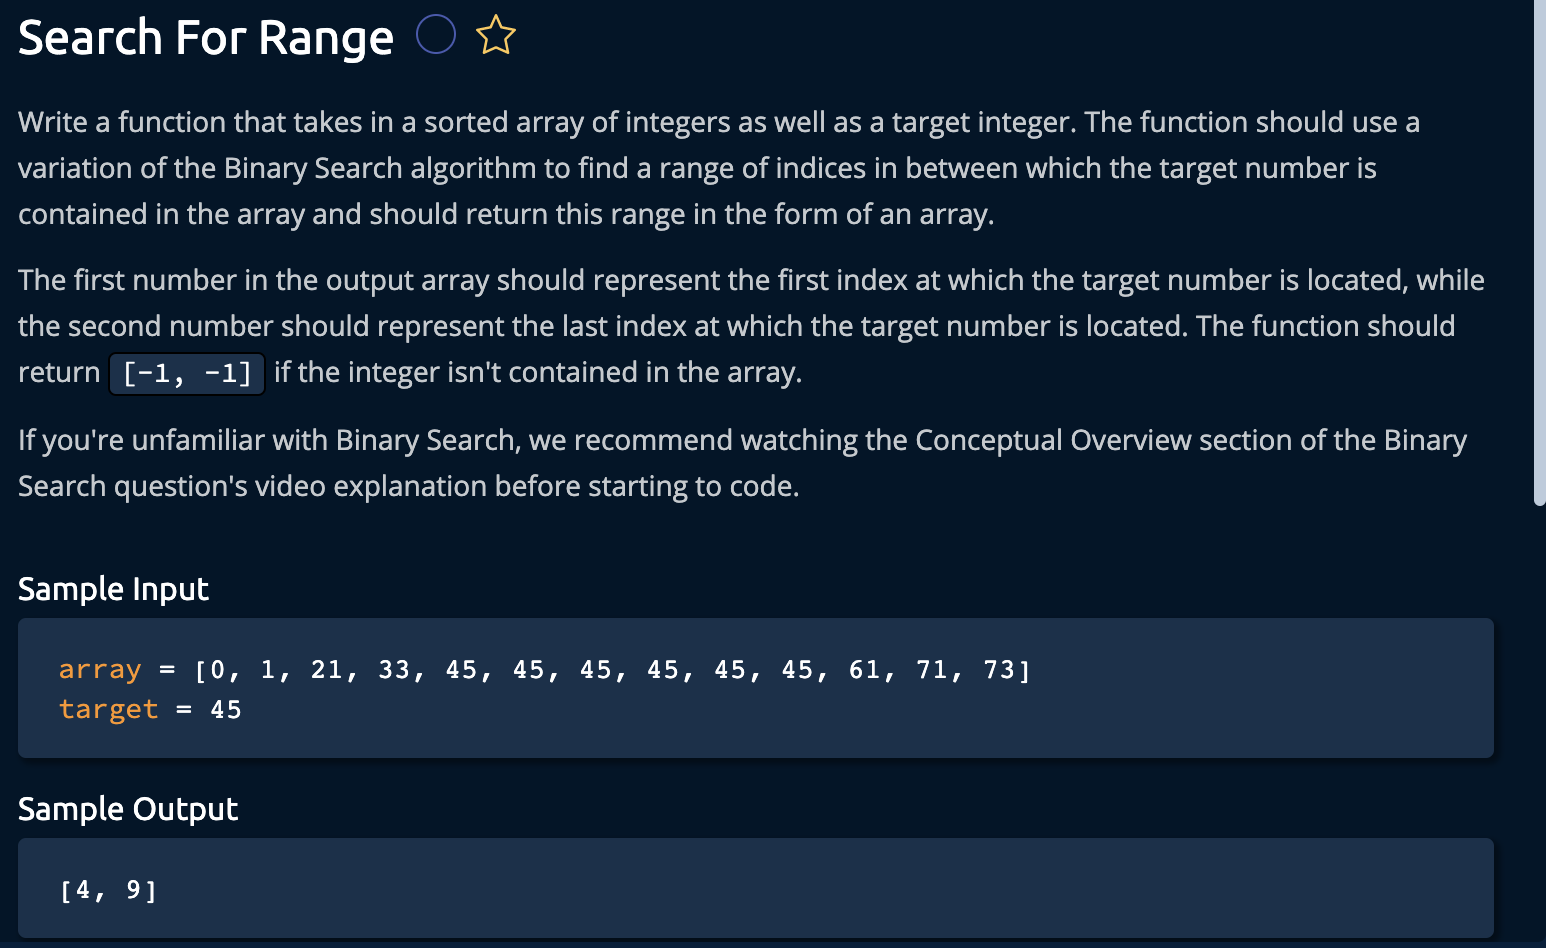 Search For Range
Write a function that takes in a sorted array of integers as well as a target integer. The function should use a
variation of the Binary Search algorithm to find a range of indices in between which the target number is
contained in the array and should return this range in the form of an array.
The first number in the output array should represent the first index at which the target number is located, while
the second number should represent the last index at which the target number is located. The function should
return [-1, -1] if the integer isn't contained in the array.
If you're unfamiliar with Binary Search, we recommend watching the Conceptual Overview section of the Binary
Search question's video explanation before starting to code.
Sample Input
array = [0, 1, 21, 33, 45, 45, 45, 45, 45, 45, 61, 71, 73]
target = 45
Sample Output
[4, 9]